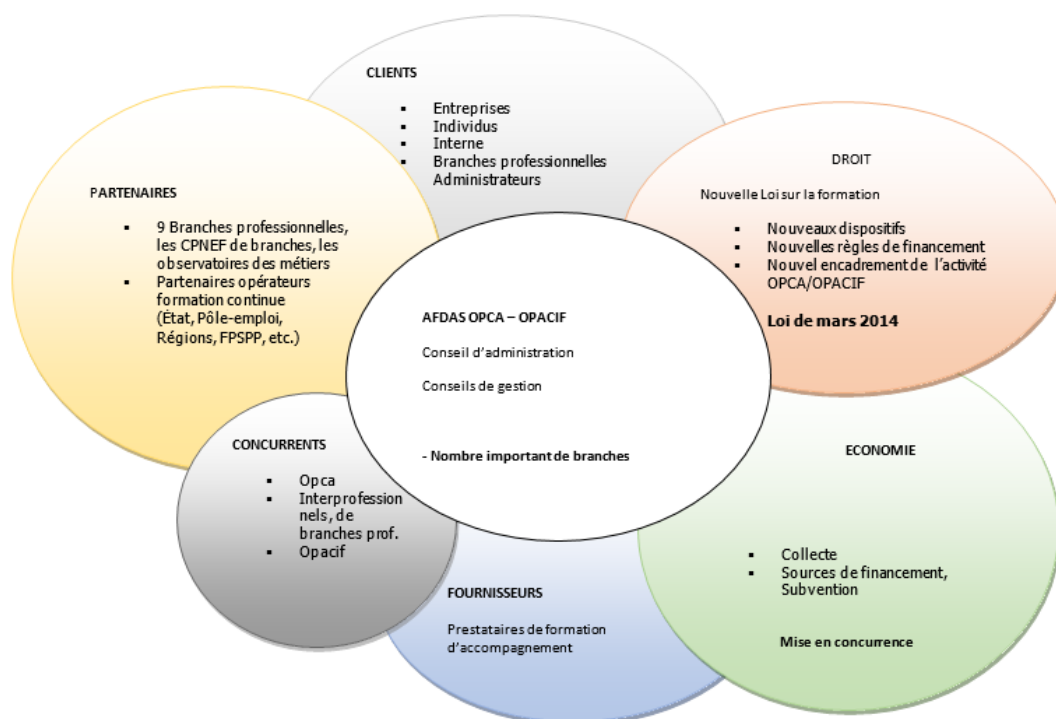 CLIENTS
▪ Entreprises
▪ Individus
▪ Interne
▪ Branches professionnelles
Administrateurs
PARTENAIRES
▪ 9 Branches professionnelles,
les CPNEF de branches, les
observatoires des métiers
▪ Partenaires opérateurs
formation continue
(État, Pôle-emploi,
Régions, FPSPP, etc.)
DROIT
Nouvelle Loi sur la formation
▪ Nouveaux dispositifs
▪ Nouvelles règles de financement
▪ Nouvel encadrement de l’activité
OPCA/OPACIF
Loi de mars 2014
AFDAS OPCA – OPACIF
Conseil d’administration
Conseils de gestion
- Nombre important de branches
CONCURRENTS
▪ Opca
▪ Interprofession
nels, de
branches prof.
▪ Opacif
ECONOMIE
▪ Collecte
▪ Sources de financement,
Subvention
Mise en concurrence
FOURNISSEURS
Prestataires de formation
d’accompagnement